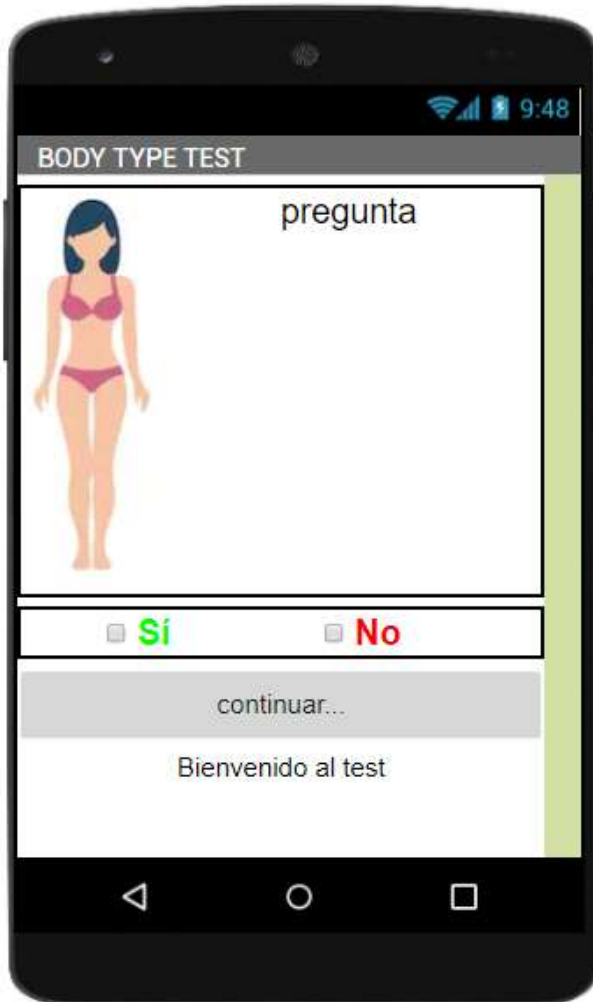 9:48
BODY TYPE TEST
pregunta
Sí No
continuar...
Bienvenido al test